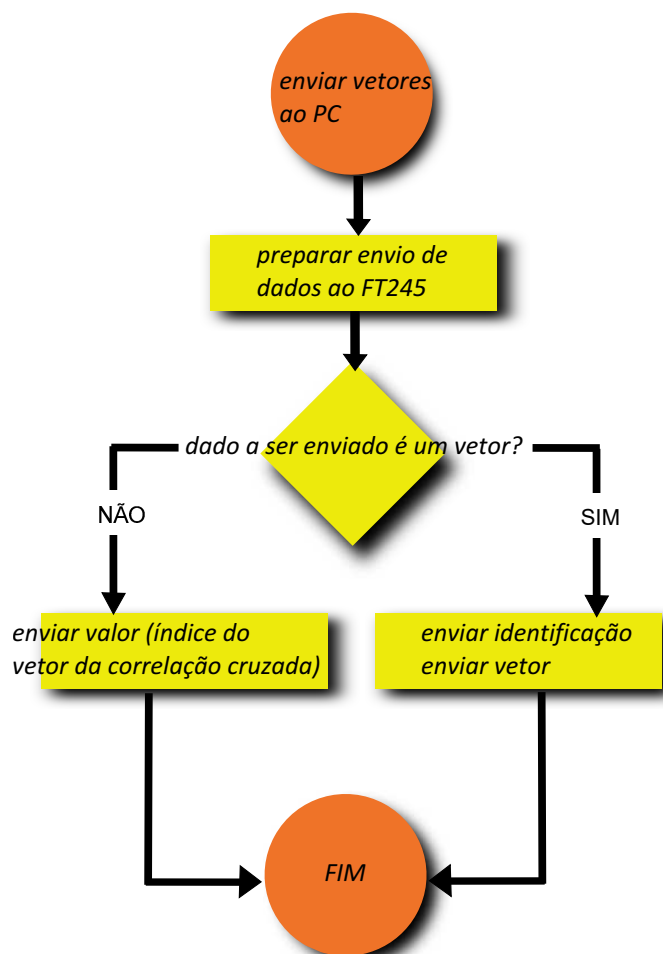 enviar vetores
ao PC
preparar envio de
dados ao FT245
dado a ser enviado é um vetor?
NÃO
SIM
enviar valor (índice do
vetor da correlação cruzada)
enviar identificação
enviar vetor
FIM